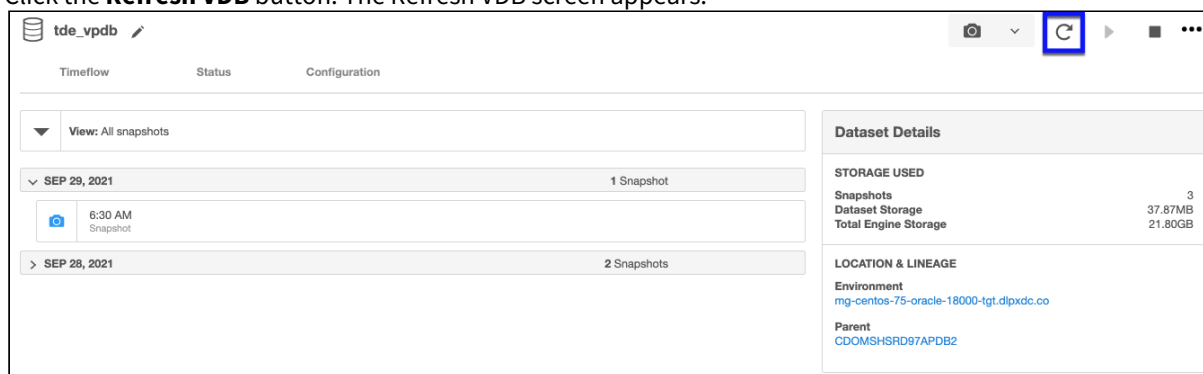 Click the Refresh VDB button. The Refresh VDB screen appears.
tde_vpdb
Timeflow Status Configuration
View: All snapshots
SEP 29, 2021 1 Snapshot
6:30 AM
Snapshot
SEP 28, 2021 2 Snapshots
Dataset Details
STORAGE USED
Snapshots 3
Dataset Storage 37.87MB
Total Engine Storage 21.80GB
LOCATION & LINEAGE
Environment
mg-centos-75-oracle-18000-tgt.dlpxdc.co
Parent
CDOMSHSRD97APDB2